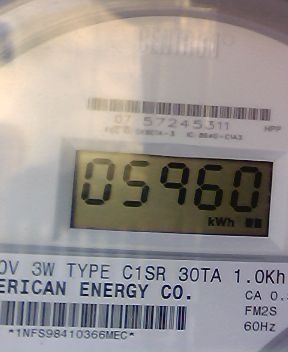 07 57245311
HPP
05960
kWh
0V 3W TYPE C1SR 30TA 1.0Kh
ERICAN ENERGY CO.
CA 0.
FM2S
60Hz
*1NFS98410366MEC*